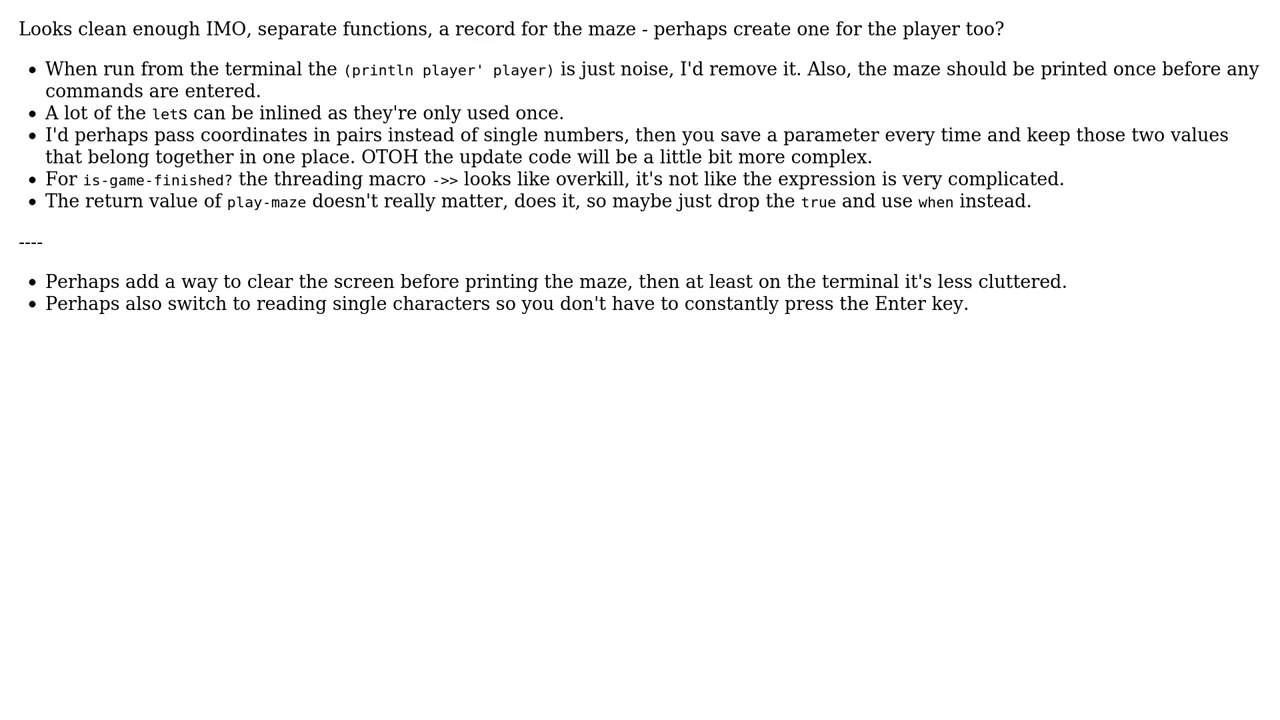 Looks clean enough IMO, separate functions, a record for the maze - perhaps create one for the player too?
• When run from the terminal the (println player' player) is just noise, I'd remove it. Also, the maze should be printed once before any
commands are entered.
• A lot of the lets can be inlined as they're only used once.
• I'd perhaps pass coordinates in pairs instead of single numbers, then you save a parameter every time and keep those two values
that belong together in one place. OTOH the update code will be a little bit more complex.
• For is-game-finished? the threading macro ->> looks like overkill, it's not like the expression is very complicated.
• The return value of play-maze doesn't really matter, does it, so maybe just drop the true and use when instead.
----
• Perhaps add a way to clear the screen before printing the maze, then at least on the terminal it's less cluttered.
• Perhaps also switch to reading single characters so you don't have to constantly press the Enter key.